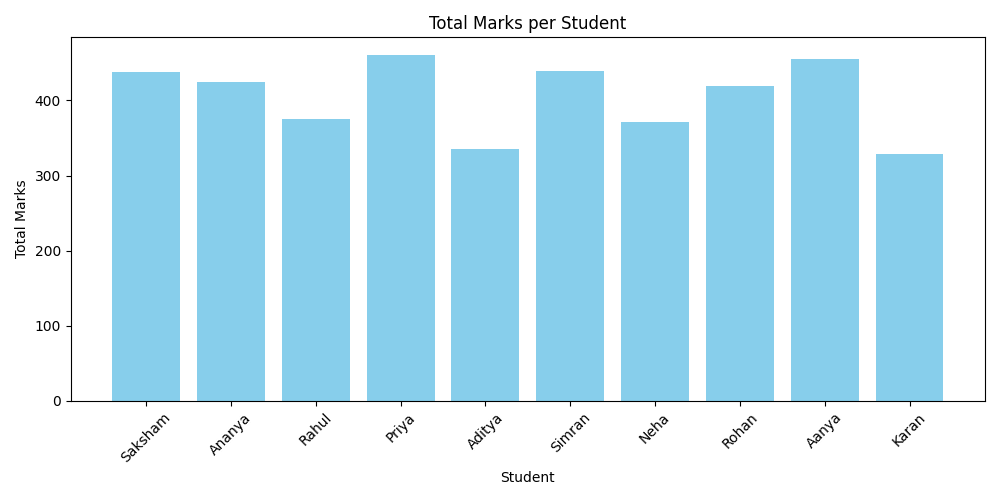 Total Marks per Student
Total Marks
400
300
200
100
0
Saksham
Ananya
Rahul
Priya
Aditya
Simran
Neha
Rohan
Aanya
Karan
Student